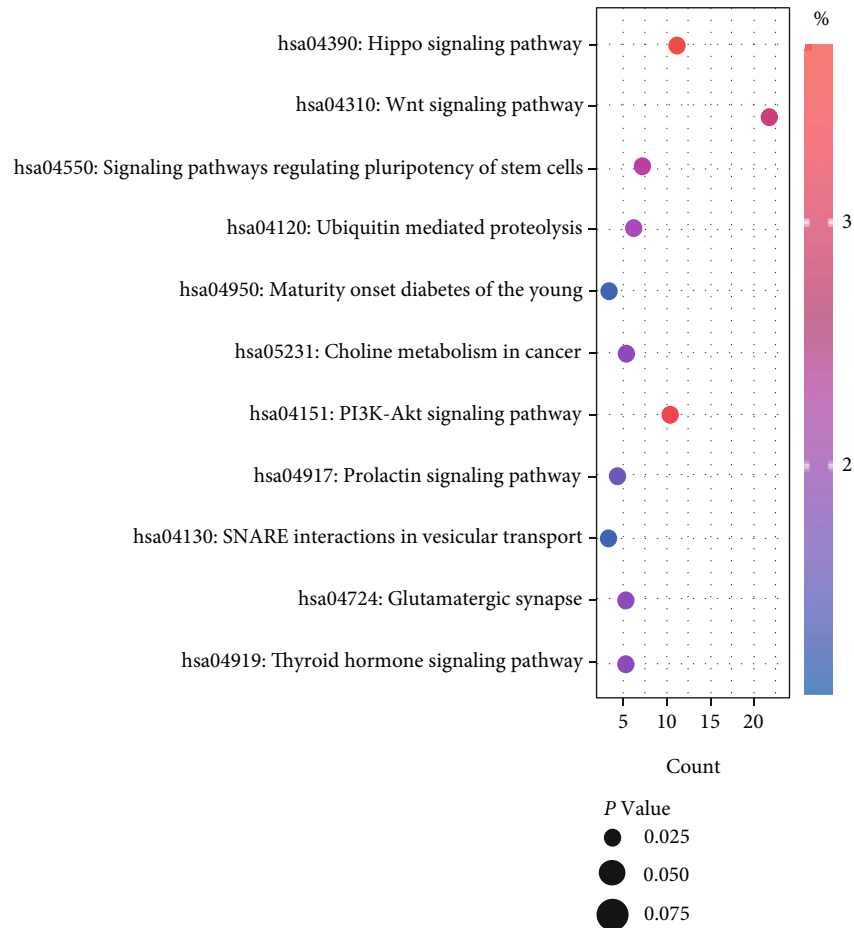 %
hsa04390: Hippo signaling pathway
hsa04310: Wnt signaling pathway
hsa04550: Signaling pathways regulating pluripotency of stem cells
3
hsa04120: Ubiquitin mediated proteolysis
hsa04950: Maturity onset diabetes of the young
hsa05231: Choline metabolism in cancer
hsa04151: PI3K-Akt signaling pathway
2
hsa04917: Prolactin signaling pathway
hsa04130: SNARE interactions in vesicular transport
hsa04724: Glutamatergic synapse
hsa04919: Thyroid hormone signaling pathway
5 10 15 20
Count
P Value
0.025
0.050
0.075